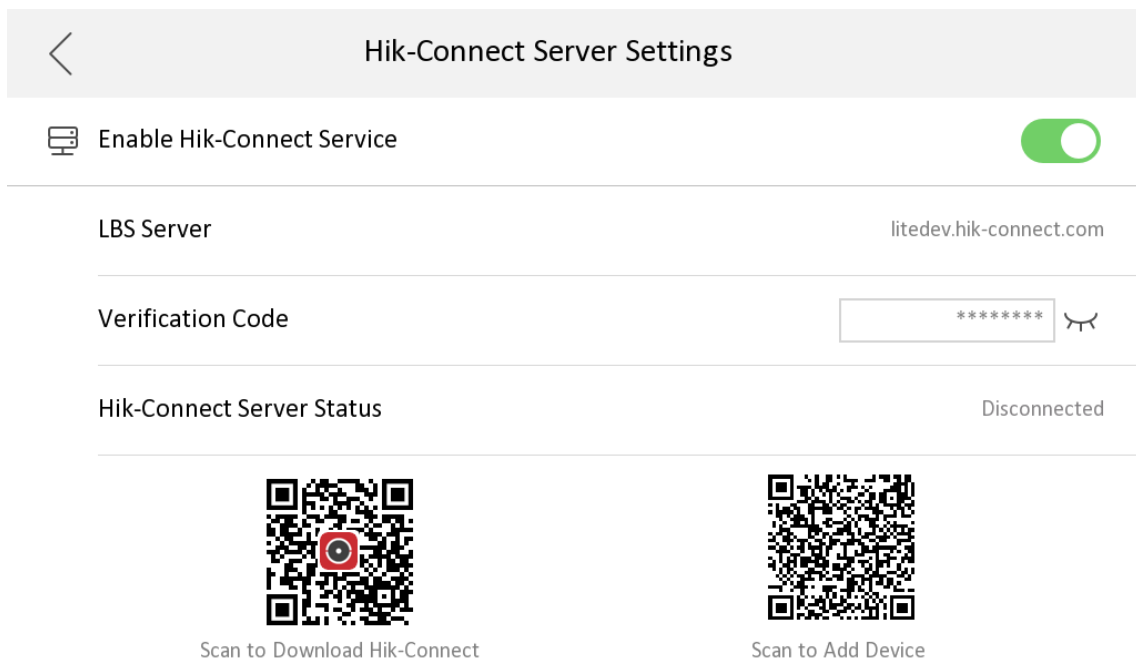 Hik-Connect Server Settings
Enable Hik-Connect Service
LBS Server litedev.hik-connect.com
Verification Code ********
Hik-Connect Server Status Disconnected
Scan to Download Hik-Connect Scan to Add Device